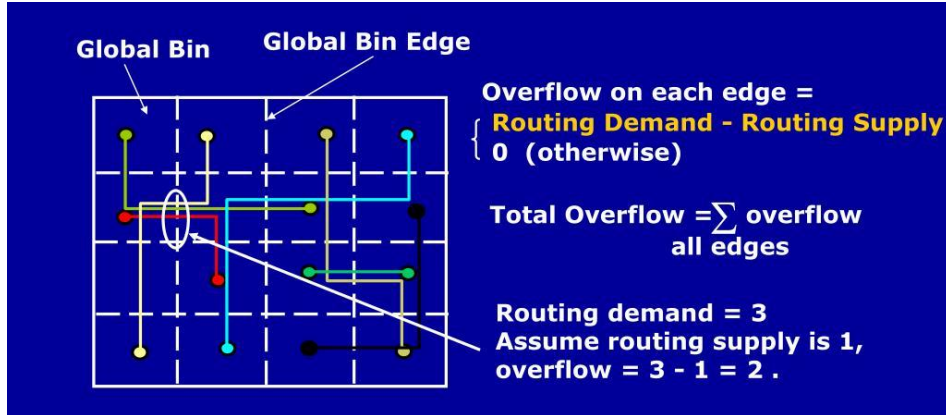 Global Bin
Global Bin Edge
Overflow on each edge =
Routing Demand - Routing Supply
0 (otherwise)
Total Overflow =∑ overflow
all edges
Routing demand = 3
Assume routing supply is 1,
overflow = 3 - 1 = 2 .